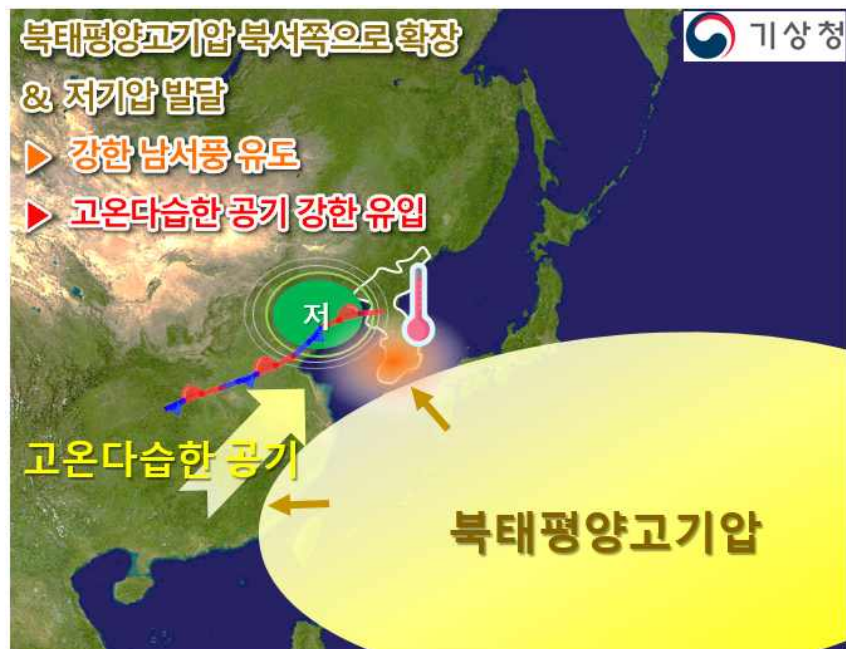 북태평양고기압 북서쪽으로 확장
& 저기압 발달
▶ 강한 남서풍 유도
▶ 고온다습한 공기 강한 유입
기상청
저
고온다습한 공기
북태평양고기압